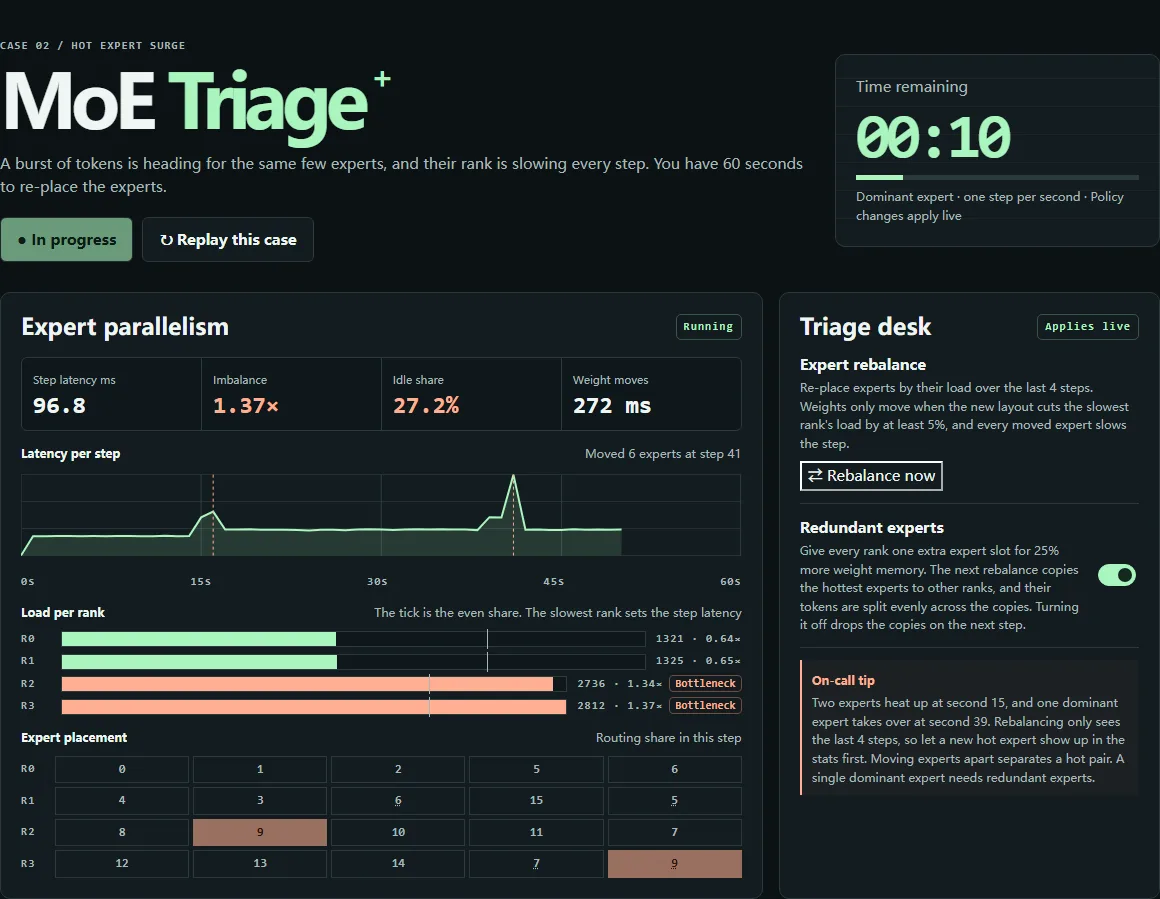 CASE 02 / HOT EXPERT SURGE
MoE Triage+
A burst of tokens is heading for the same few experts, and their rank is slowing every step. You have 60 seconds
to re-place the experts.
● In progress
↻ Replay this case
Time remaining
00:10
Dominant expert · one step per second · Policy
changes apply live
Expert parallelism
Running
Step latency ms
96.8
Imbalance
1.37×
Idle share
27.2%
Weight moves
272 ms
Latency per step
Moved 6 experts at step 41
0s 15s 30s 45s 60s
Load per rank
The tick is the even share. The slowest rank sets the step latency
R0 1321 · 0.64×
R1 1325 · 0.65×
R2 2736 · 1.34× Bottleneck
R3 2812 · 1.37× Bottleneck
Expert placement
Routing share in this step
R0 0 1 2 5 6
R1 4 3 6 15 5
R2 8 9 10 11 7
R3 12 13 14 7 9
Triage desk
Applies live
Expert rebalance
Re-place experts by their load over the last 4 steps.
Weights only move when the new layout cuts the slowest
rank's load by at least 5%, and every moved expert slows
the step.
⇄ Rebalance now
Redundant experts
Give every rank one extra expert slot for 25%
more weight memory. The next rebalance copies
the hottest experts to other ranks, and their
tokens are split evenly across the copies. Turning
it off drops the copies on the next step.
On-call tip
Two experts heat up at second 15, and one dominant
expert takes over at second 39. Rebalancing only sees
the last 4 steps, so let a new hot expert show up in the
stats first. Moving experts apart separates a hot pair. A
single dominant expert needs redundant experts.